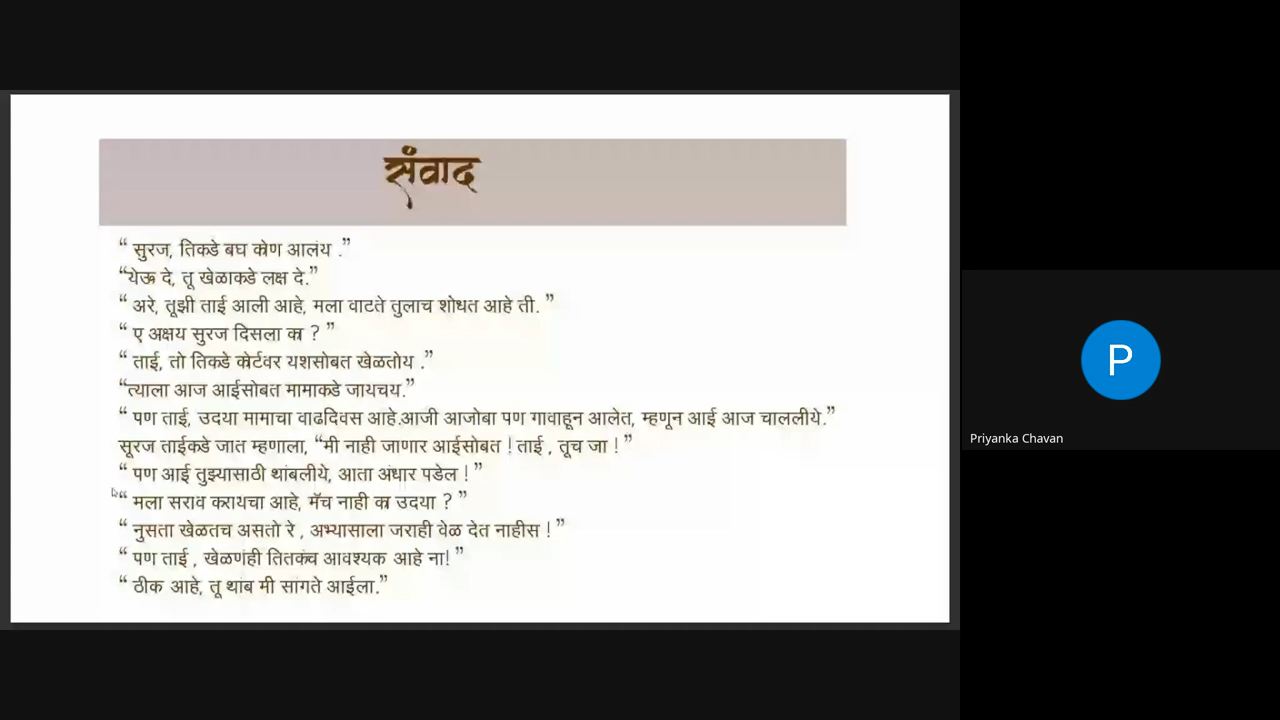 संवाद
“ सुरज, तिकडे बघ कोण आलंय .”
“येऊ दे, तू खेळाकडे लक्ष दे.”
“ अरे, तूझी ताई आली आहे, मला वाटते तुलाच शोधत आहे ती. ”
“ ए अक्षय सुरज दिसला का ? ”
“ ताई, तो तिकडे कोर्टवर यशसोबत खेळतोय .”
“त्याला आज आईसोबत मामाकडे जायचय.”
“ पण ताई, उदया मामाचा वाढदिवस आहे.आजी आजोबा पण गावाहून आलेत, म्हणून आई आज चाललीये.”
सूरज ताईकडे जात म्हणाला, “मी नाही जाणार आईसोबत ! ताई , तूच जा ! ”
“ पण आई तुझ्यासाठी थांबलीये, आता अंधार पडेल ! ”
“ मला सराव करायचा आहे, मॅच नाही का उदया ? ”
“ नुसता खेळतच असतो रे , अभ्यासाला जराही वेळ देत नाहीस ! ”
“ पण ताई , खेळणंही तितकंच आवश्यक आहे ना! ”
“ ठीक आहे, तू थांब मी सांगते आईला.”
P
Priyanka Chavan